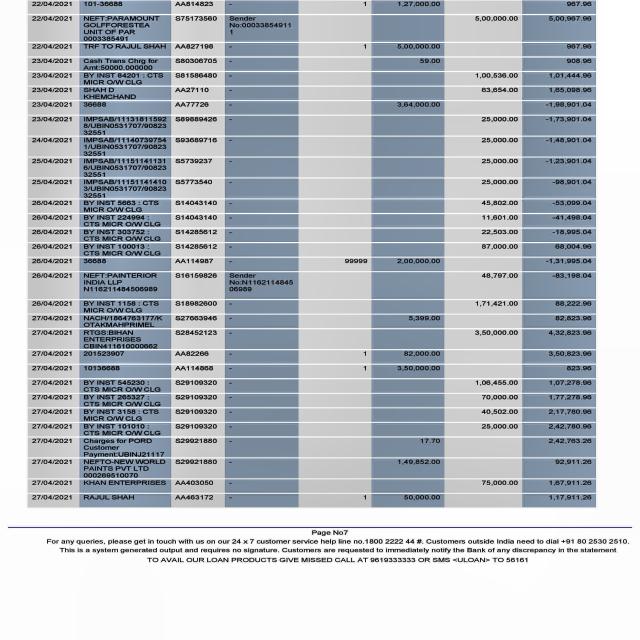 22/04/2021 101-36688 AA814823 - 1 1,27,000.00 967.96
22/04/2021 NEFT:PARAMOUNT S75173560 Sender 5,00,000.00 5,00,967.96
GOLFFORESTEA No:00033854911
UNIT OF PAR 1
0003385491
22/04/2021 TRF TO RAJUL SHAH AA827198 - 1 5,00,000.00 967.96
23/04/2021 Cash Trans Chrg for S80306705 - 59.00 908.96
Amt:50000.000000
23/04/2021 BY INST 84201 : CTS S81586480 - 1,00,536.00 1,01,444.96
MICR O/W CLG
23/04/2021 SHAH D AA27110 - 63,654.00 1,65,098.96
KHEMCHAND
23/04/2021 36688 AA77726 - 3,64,000.00 -1,98,901.04
23/04/2021 IMPSAB/11131811592 S89889426 - 25,000.00 -1,73,901.04
8/UBIN0531707/90823
32551
24/04/2021 IMPSAB/11140739754 S93689716 - 25,000.00 -1,48,901.04
1/UBIN0531707/90823
32551
25/04/2021 IMPSAB/11151141131 S5739237 - 25,000.00 -1,23,901.04
6/UBIN0531707/90823
32551
25/04/2021 IMPSAB/11151141410 S5773540 - 25,000.00 -98,901.04
3/UBIN0531707/90823
32551
26/04/2021 BY INST 5663 : CTS S14043140 - 45,802.00 -53,099.04
MICR O/W CLG
26/04/2021 BY INST 224994 : S14043140 - 11,601.00 -41,498.04
CTS MICR O/W CLG
26/04/2021 BY INST 303752 : S14285612 - 22,503.00 -18,995.04
CTS MICR O/W CLG
26/04/2021 BY INST 100013 : S14285612 - 87,000.00 68,004.96
CTS MICR O/W CLG
26/04/2021 36688 AA114987 - 99999 2,00,000.00 -1,31,995.04
26/04/2021 NEFT:PAINTERIOR S16159826 Sender 48,797.00 -83,198.04
INDIA LLP No:N1162114845
N116211484506989 06989
26/04/2021 BY INST 1158 : CTS S18982600 - 1,71,421.00 88,222.96
MICR O/W CLG
27/04/2021 NACH/1864763177/K S27663946 - 5,399.00 82,823.96
OTAKMAHPRIMEL
27/04/2021 RTGS:BIHAN S28452123 - 3,50,000.00 4,32,823.96
ENTERPRISES
CBIN411610000662
27/04/2021 201523907 AA82266 - 1 82,000.00 3,50,823.96
27/04/2021 10136688 AA114868 - 1 3,50,000.00 823.96
27/04/2021 BY INST 545230 : S29109320 - 1,06,455.00 1,07,278.96
CTS MICR O/W CLG
27/04/2021 BY INST 265327 : S29109320 - 70,000.00 1,77,278.96
CTS MICR O/W CLG
27/04/2021 BY INST 3158 : CTS S29109320 - 40,502.00 2,17,780.96
MICR O/W CLG
27/04/2021 BY INST 101010 : S29109320 - 25,000.00 2,42,780.96
CTS MICR O/W CLG
27/04/2021 Charges for PORD S29921880 - 17.70 2,42,763.26
Customer
Payment:UBINJ21117
27/04/2021 NEFTO-NEW WORLD S29921880 - 1,49,852.00 92,911.26
PAINTS PVT LTD
000269510070
27/04/2021 KHAN ENTERPRISES AA403050 - 75,000.00 1,67,911.26
27/04/2021 RAJUL SHAH AA463172 - 1 50,000.00 1,17,911.26
Page No7
For any queries, please get in touch with us on our 24 x 7 customer service help line no.1800 2222 44 #. Customers outside India need to dial +91 80 2530 2510.
This is a system generated output and requires no signature. Customers are requested to immediately notify the Bank of any discrepancy in the statement
TO AVAIL OUR LOAN PRODUCTS GIVE MISSED CALL AT 9619333333 OR SMS <ULOAN> TO 56161